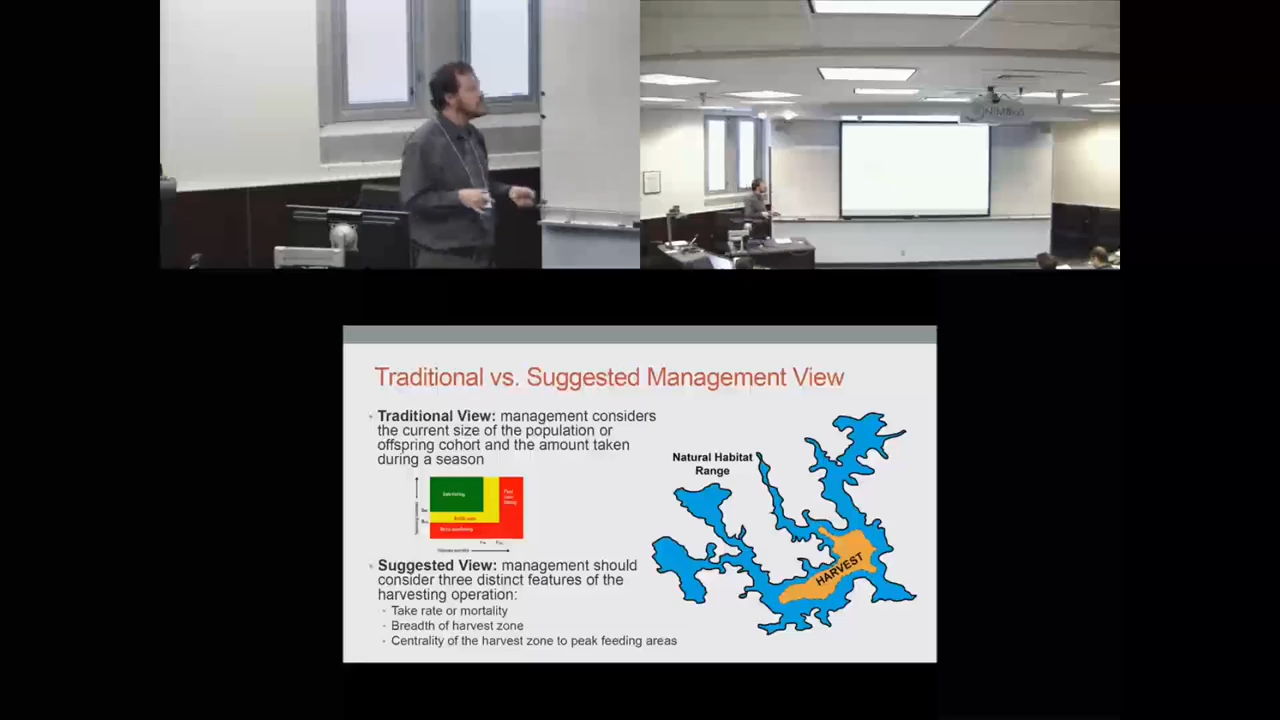 NIMBioS
Traditional vs. Suggested Management View
Traditional View: management considers
the current size of the population or
offspring cohort and the amount taken
during a season
Suggested View: management should
consider three distinct features of the
harvesting operation:
Take rate or mortality
Breadth of harvest zone
Centrality of the harvest zone to peak feeding areas
Natural Habitat
Range
HARVEST